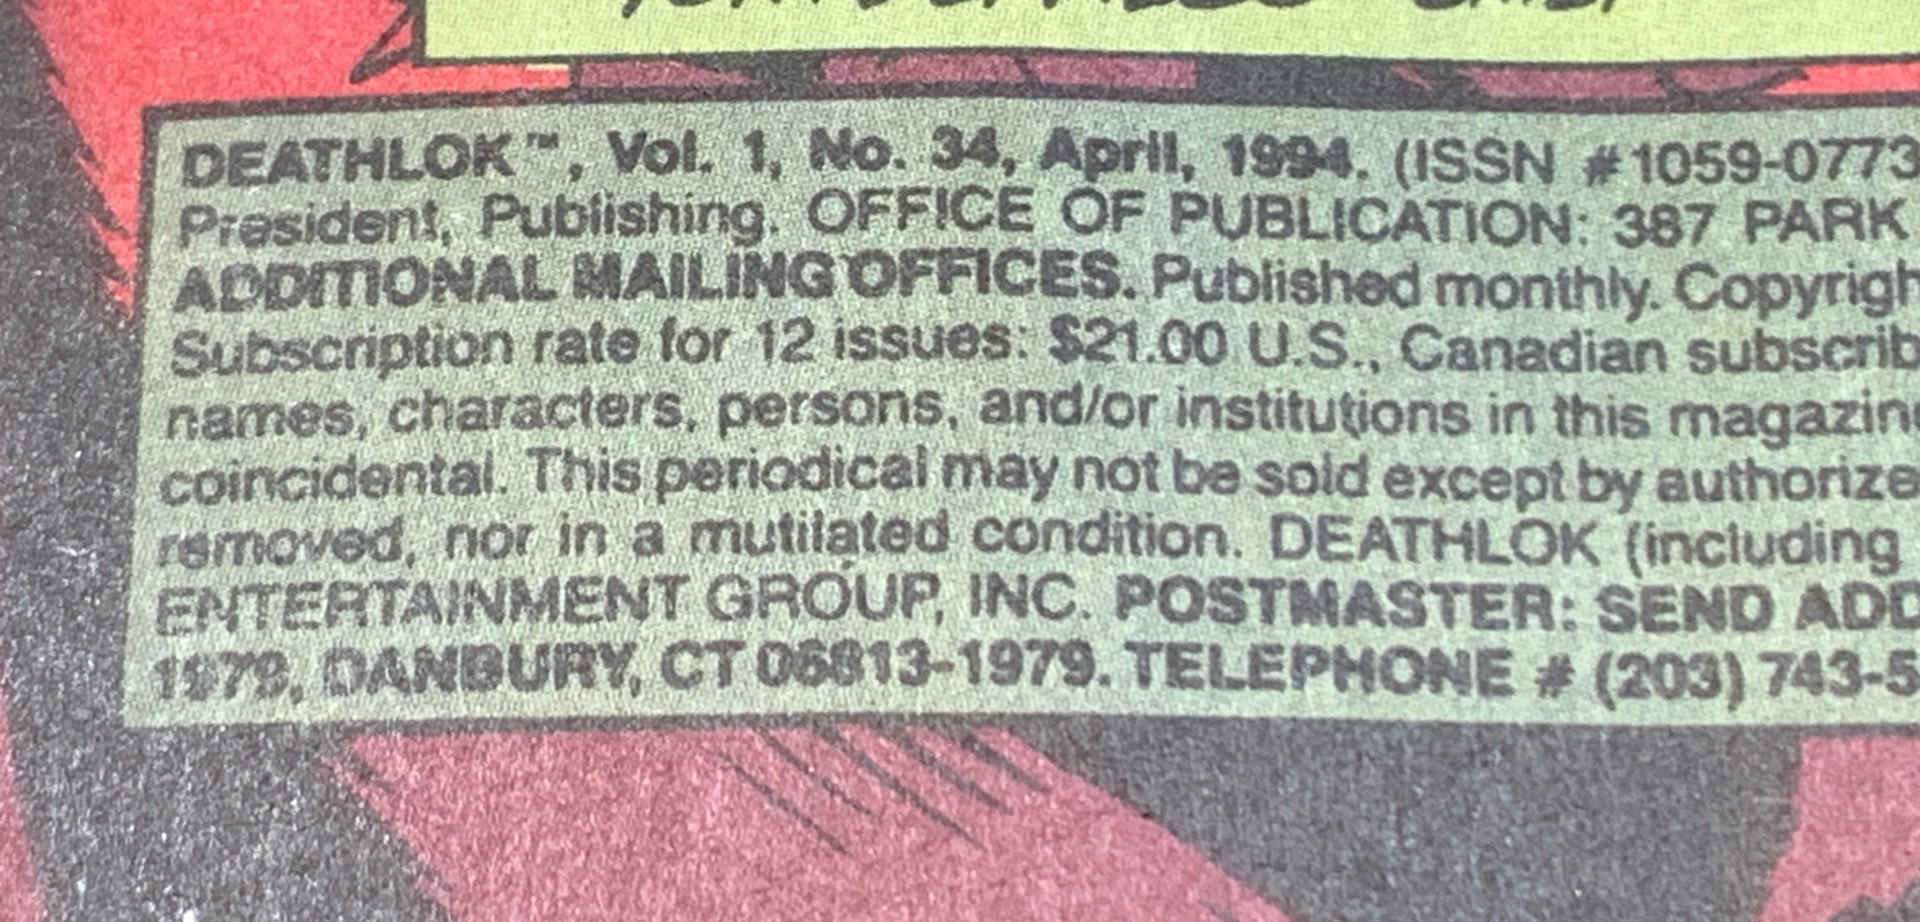 DEATHLOK™, Vol. 1, No. 34, April, 1994. (ISSN #1059-0773
President, Publishing. OFFICE OF PUBLICATION: 387 PARK
ADDITIONAL MAILING OFFICES. Published monthly. Copyrigh
Subscription rate for 12 issues: $21.00 U.S., Canadian subscrib
names, characters, persons, and/or institutions in this magazin
coincidental. This periodical may not be sold except by authorize
removed, nor in a mutilated condition. DEATHLOK (including
ENTERTAINMENT GROUP, INC. POSTMASTER: SEND ADD
1979, DANBURY, CT 06813-1979. TELEPHONE # (203) 743-5